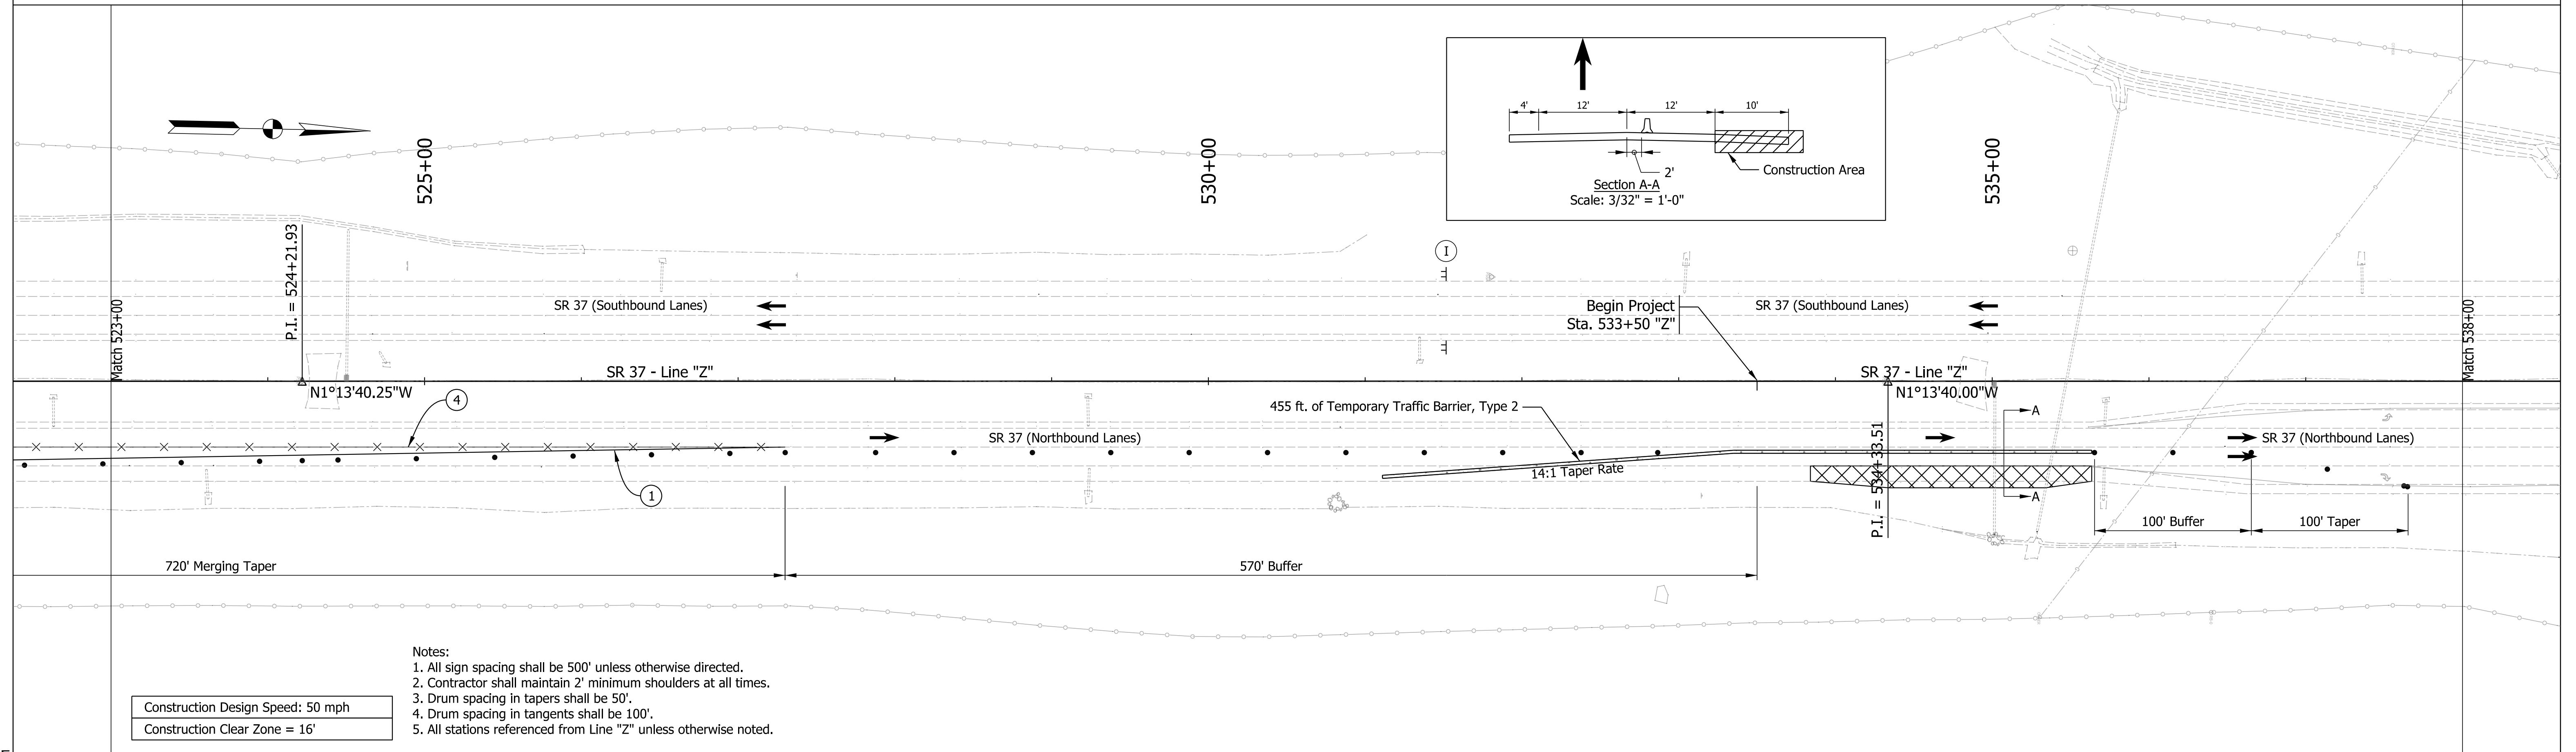 4'
12'
12'
10'
2'
Construction Area
Section A-A
Scale: 3/32" = 1'-0"
525+00
530+00
535+00
P.I. = 524+21.93
Match 523+00
SR 37 (Southbound Lanes)
I
Begin Project
Sta. 533+50 "Z"
SR 37 (Southbound Lanes)
Match 538+00
SR 37 - Line "Z"
SR 37 - Line "Z"
N1°13'40.25"W
N1°13'40.00"W
4
455 ft. of Temporary Traffic Barrier, Type 2
A
SR 37 (Northbound Lanes)
SR 37 (Northbound Lanes)
P.I. = 534+33.51
14:1 Taper Rate
1
A
100' Buffer
100' Taper
720' Merging Taper
570' Buffer
Notes:
1. All sign spacing shall be 500' unless otherwise directed.
2. Contractor shall maintain 2' minimum shoulders at all times.
3. Drum spacing in tapers shall be 50'.
4. Drum spacing in tangents shall be 100'.
5. All stations referenced from Line "Z" unless otherwise noted.
Construction Design Speed: 50 mph
Construction Clear Zone = 16'